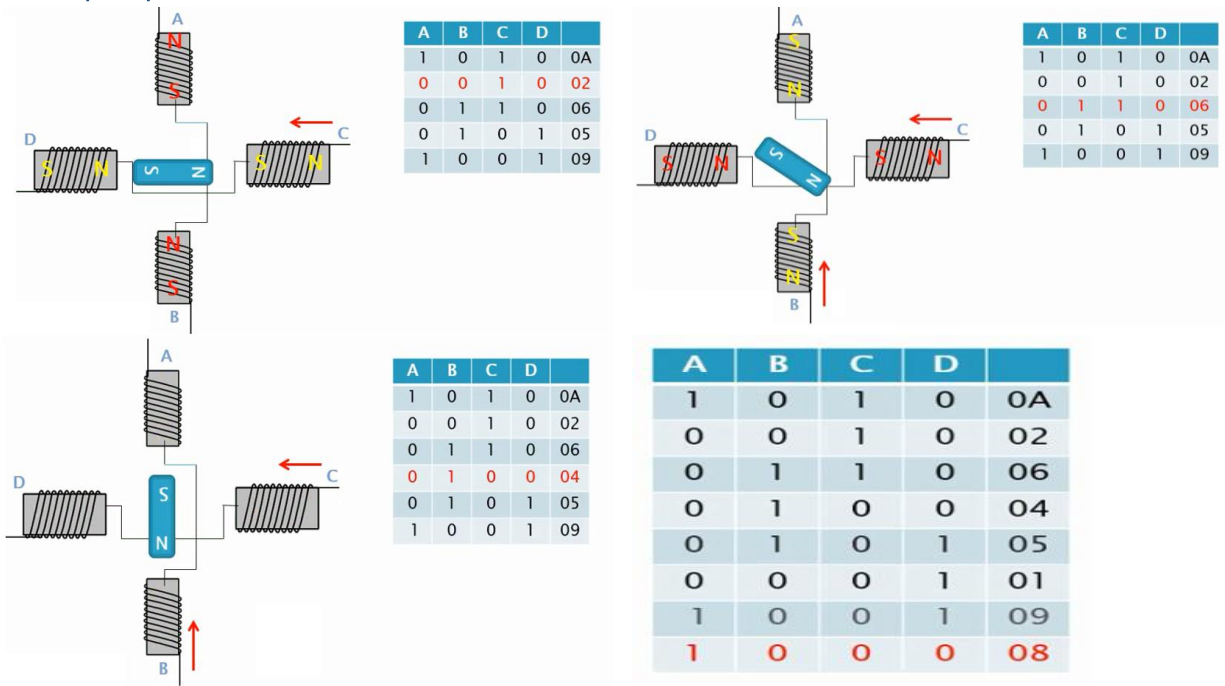 A
N
S
D
S N
S N
S N
C
N
S
B
A B C D
1 0 1 0 0A
0 0 1 0 02
0 1 1 0 06
0 1 0 1 05
1 0 0 1 09
A
S
N
D
S N
S N
S N
C
S
N
B
A B C D
1 0 1 0 0A
0 0 1 0 02
0 1 1 0 06
0 1 0 1 05
1 0 0 1 09
A
D
S
N
C
B
A B C D
1 0 1 0 0A
0 0 1 0 02
0 1 1 0 06
0 1 0 0 04
0 1 0 1 05
1 0 0 1 09
A B C D
1 0 1 0 0A
0 0 1 0 02
0 1 1 0 06
0 1 0 0 04
0 1 0 1 05
0 0 0 1 01
1 0 0 1 09
1 0 0 0 08